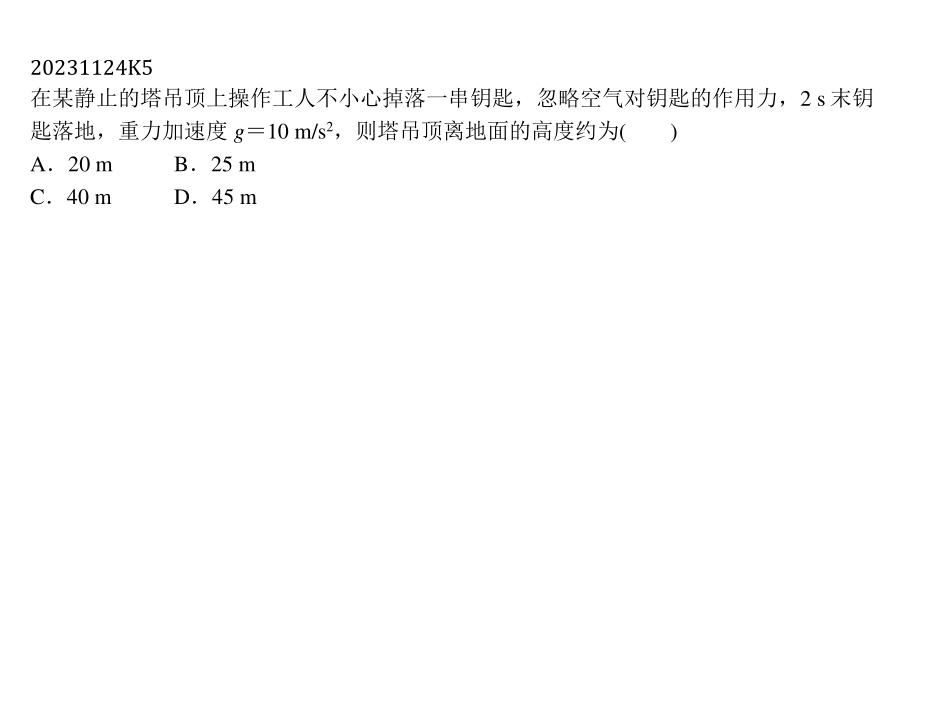 20231124K5
在某静止的塔吊顶上操作工人不小心掉落一串钥匙，忽略空气对钥匙的作用力，2 s 末钥
匙落地，重力加速度 g＝10 m/s²，则塔吊顶离地面的高度约为(　　)
A．20 m　　B．25 m
C．40 m　　D．45 m